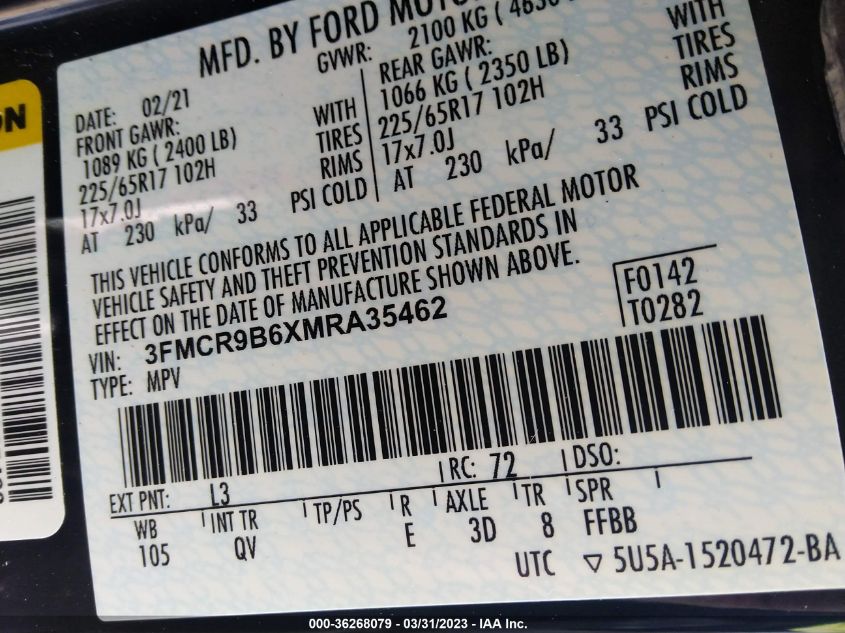 MFD. BY FORD
GVWR: 2100 KG
DATE: 02/21
FRONT GAWR:
1089 KG ( 2400 LB) WITH
225/65R17 102H TIRES
17x7.0J RIMS
AT 230 kPa/ 33 PSI COLD
REAR GAWR:
1066 KG ( 2350 LB) WITH
225/65R17 102H TIRES
17x7.0J RIMS
AT 230 kPa/ 33 PSI COLD
THIS VEHICLE CONFORMS TO ALL APPLICABLE FEDERAL MOTOR
VEHICLE SAFETY AND THEFT PREVENTION STANDARDS IN
EFFECT ON THE DATE OF MANUFACTURE SHOWN ABOVE.
VIN: 3FMCR9B6XMRA35462
TYPE: MPV
F0142
T0282
EXT PNT: L3 RC: 72 DSO:
WB INT TR TP/PS R AXLE TR SPR
105 QV E 3D 8 FFBB
UTC ▽ 5U5A-1520472-BA
000-36268079 - 03/31/2023 - IAA Inc.